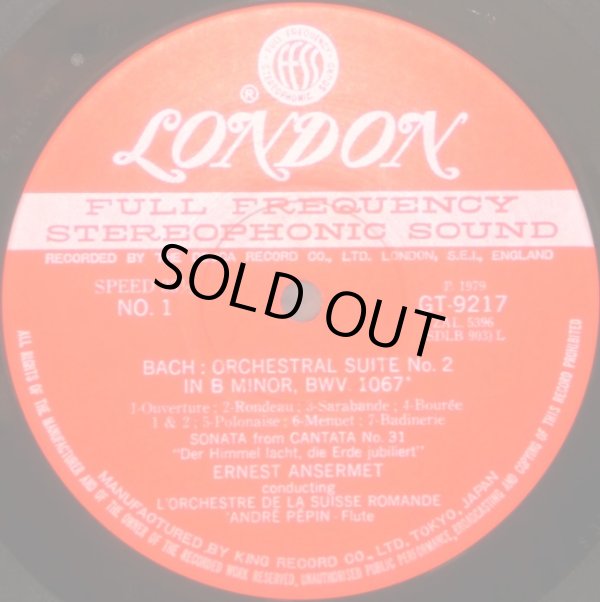 FULL FREQUENCY STEREOPHONIC SOUND
ffss
® LONDON
FULL FREQUENCY
STEREOPHONIC SOUND
RECORDED BY THE RECORD CO., LTD. LONDON, S.E.I., ENGLAND
SPEED
P. 1979
NO. 1
GT-9217
ZAL. 5396
903) L
SOLD OUT
BACH : ORCHESTRAL SUITE No. 2
IN B MINOR, BWV. 1067*
1-Ouverture ; 2-Rondeau ; 3-Sarabande ; 4-Bourée
1 & 2 ; 5-Polonaise ; 6-Menuet ; 7-Badinerie
SONATA from CANTATA No. 31
"Der Himmel lacht, die Erde jubiliert"
ERNEST ANSERMET
conducting
L'ORCHESTRE DE LA SUISSE ROMANDE
*ANDRÉ PÉPIN - Flute
MANUFACTURED BY KING RECORD CO., LTD, TOKYO, JAPAN
ALL RIGHTS OF THE MANUFACTURER AND OF THE OWNER OF THE RECORDED WORK RESERVED, UNAUTHORISED PUBLIC PERFORMANCE, BROADCASTING AND COPYING OF THIS RECORD PROHIBITED